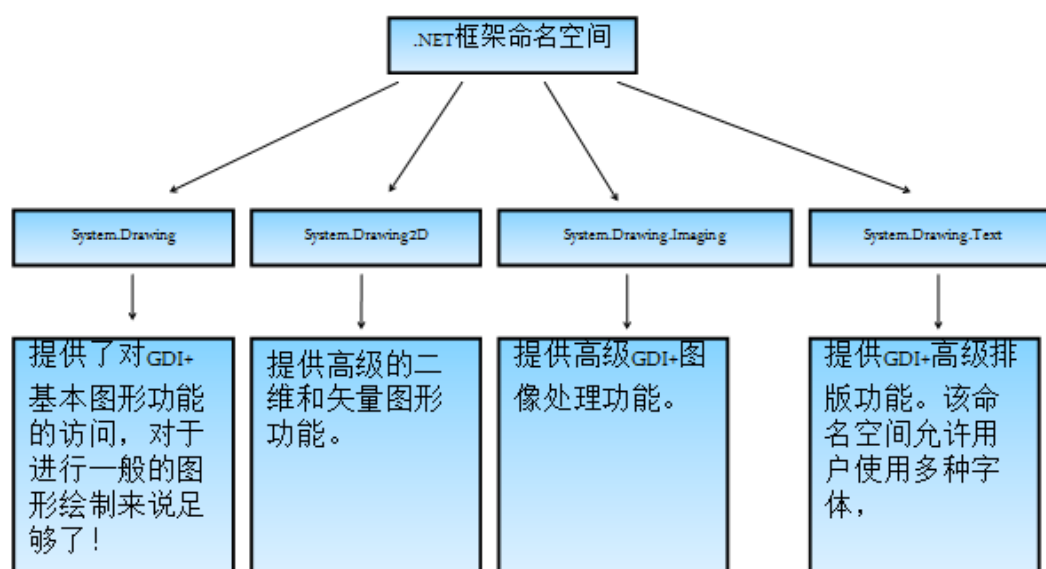 .NET框架命名空间
System.Drawing
System.Drawing2D
System.Drawing.Imaging
System.Drawing.Text
提供了对GDI+
基本图形功能
的访问，对于
进行一般的图
形绘制来说足
够了！
提供高级的二
维和矢量图形
功能。
提供高级GDI+图
像处理功能。
提供GDI+高级排
版功能。该命
名空间允许用
户使用多种字
体，